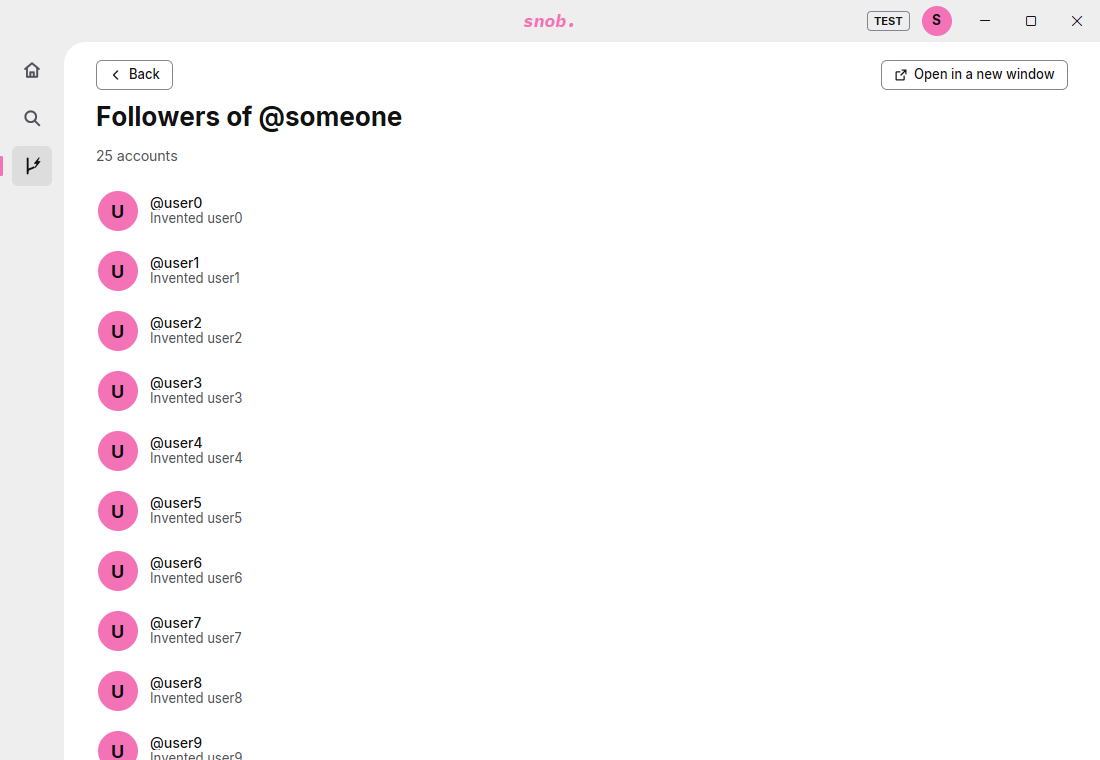 snob.
TEST
S
Back
Open in a new window
Followers of @someone
25 accounts
U
@user0
Invented user0
U
@user1
Invented user1
U
@user2
Invented user2
U
@user3
Invented user3
U
@user4
Invented user4
U
@user5
Invented user5
U
@user6
Invented user6
U
@user7
Invented user7
U
@user8
Invented user8
U
@user9
Invented user9